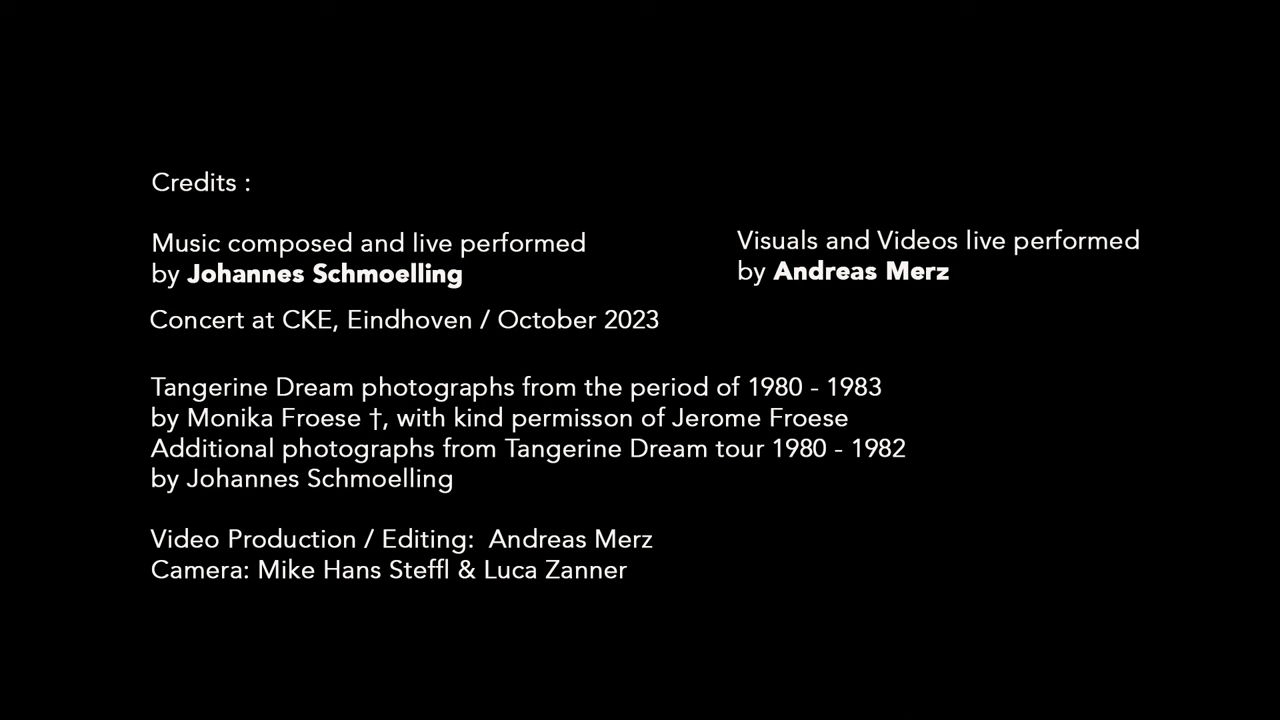 Credits :
Music composed and live performed
by Johannes Schmoelling
Visuals and Videos live performed
by Andreas Merz
Concert at CKE, Eindhoven / October 2023
Tangerine Dream photographs from the period of 1980 - 1983
by Monika Froese †, with kind permisson of Jerome Froese
Additional photographs from Tangerine Dream tour 1980 - 1982
by Johannes Schmoelling
Video Production / Editing:  Andreas Merz
Camera: Mike Hans Steffl & Luca Zanner